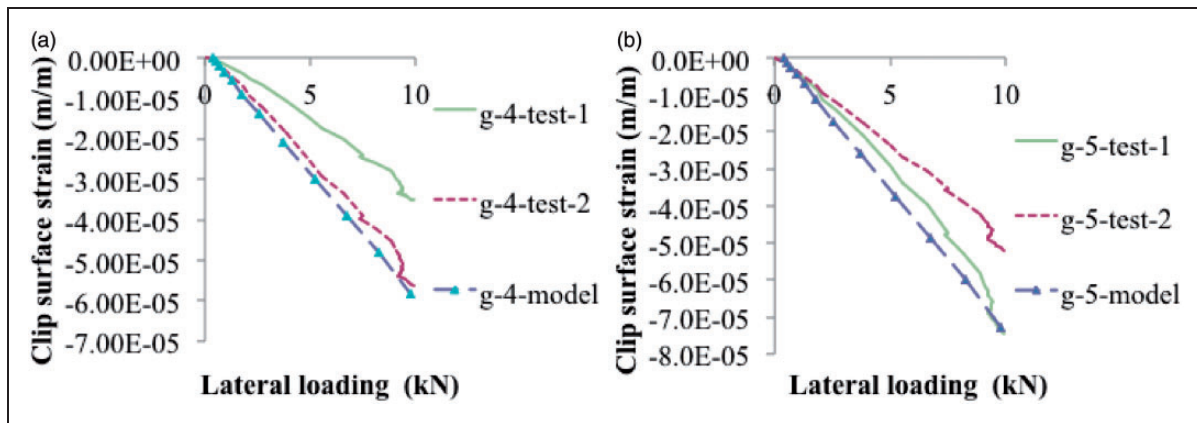 (a)
Clip surface strain (m/m)
0.00E+00
-1.00E-05
-2.00E-05
-3.00E-05
-4.00E-05
-5.00E-05
-6.00E-05
-7.00E-05
0
5
10
g-4-test-1
g-4-test-2
g-4-model
Lateral loading (kN)
(b)
Clip surface strain (m/m)
0.0E+00
-1.0E-05
-2.0E-05
-3.0E-05
-4.0E-05
-5.0E-05
-6.0E-05
-7.0E-05
-8.0E-05
0
5
10
g-5-test-1
g-5-test-2
g-5-model
Lateral loading (kN)